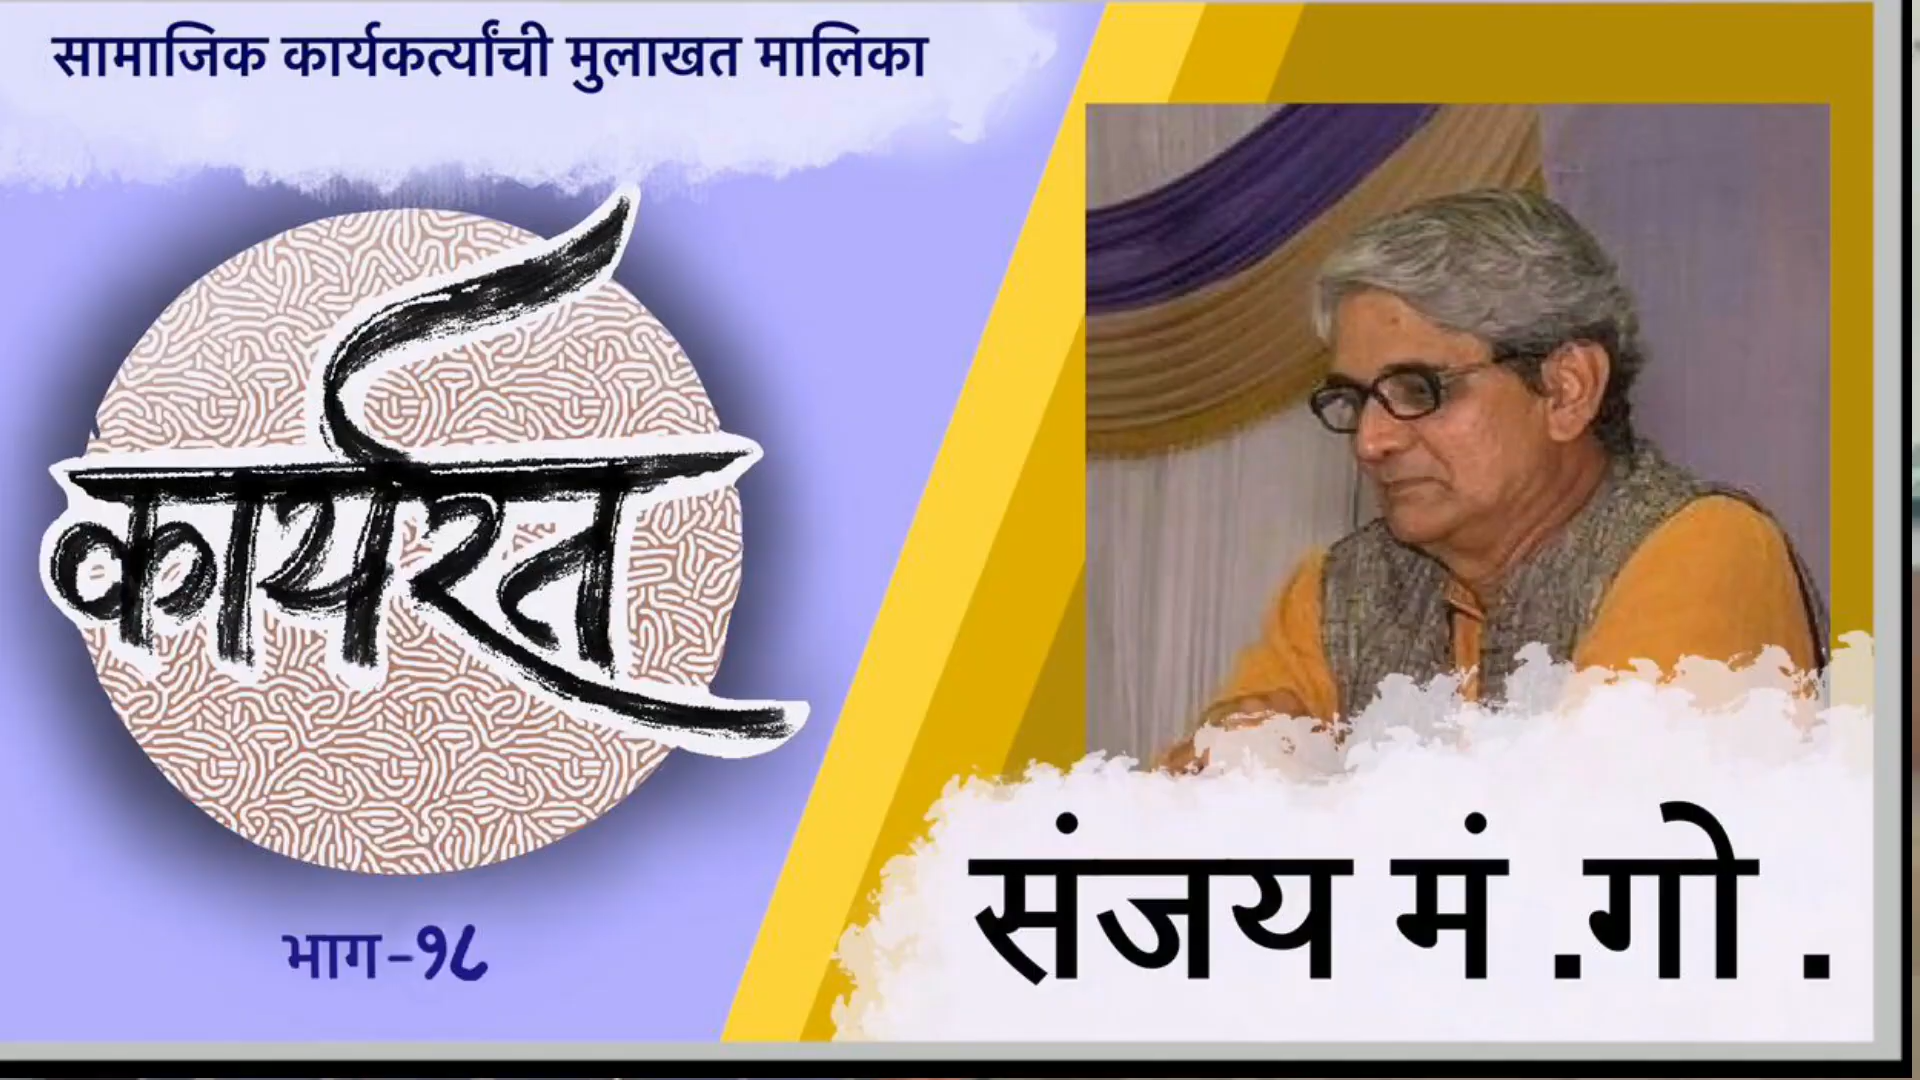 सामाजिक कार्यकर्त्यांची मुलाखत मालिका
कार्यरत
भाग-१८
संजय मं .गो .